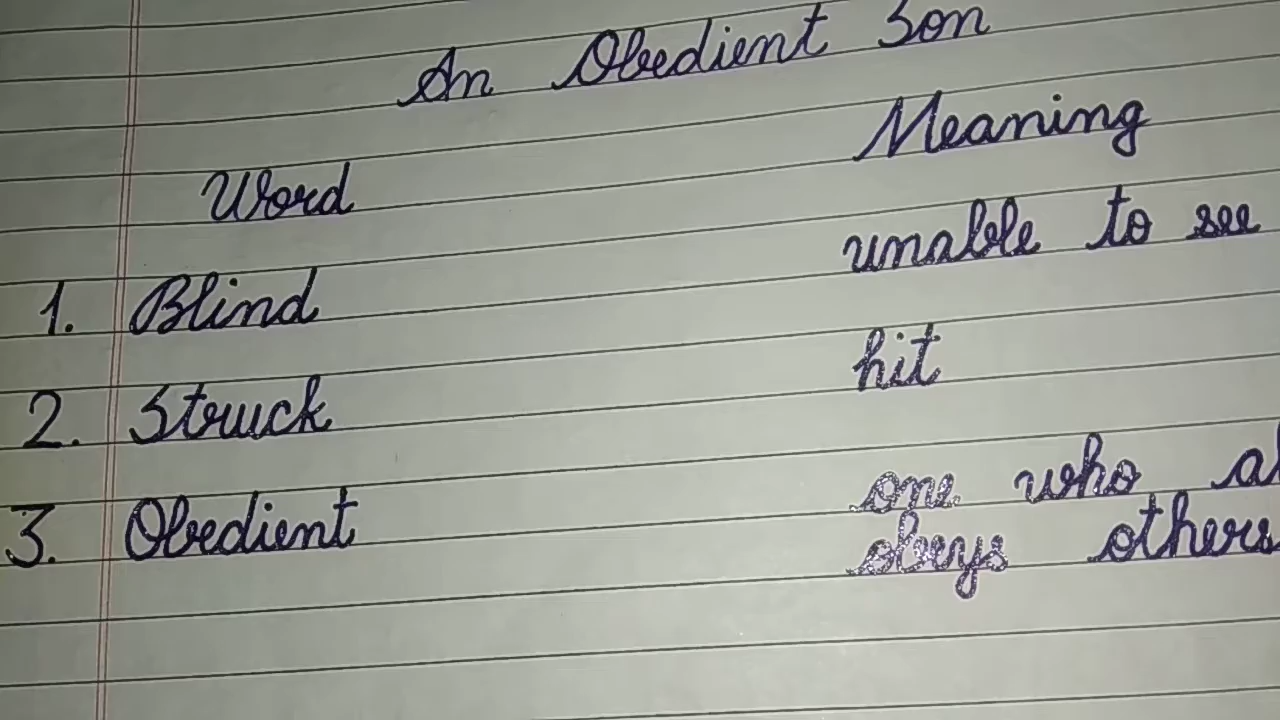 An Obedient Son
Word Meaning
1. Blind unable to see
2. Struck hit
3. Obedient one who
obeys others